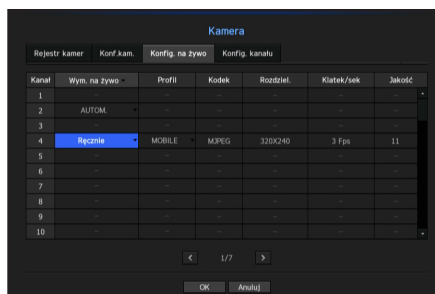 Kamera
Rejestr kamer Konf.kam. Konfig. na żywo Konfig. kanału
Kanał Wym. na żywo Profil Kodek Rozdziel. Klatek/sek Jakość
1 -- -- -- -- -- --
2 AUTOM. -- -- -- -- --
3 -- -- -- -- -- --
4 Ręcznie MOBILE MJPEG 320X240 3 Fps 11
5 -- -- -- -- -- --
6 -- -- -- -- -- --
7 -- -- -- -- -- --
8 -- -- -- -- -- --
9 -- -- -- -- -- --
10 -- -- -- -- -- --
< 1/7 >
OK Anuluj